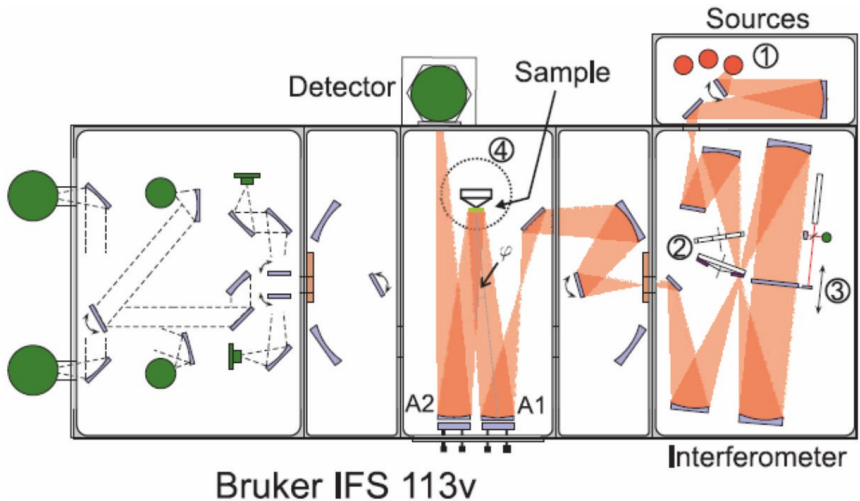 Sources
①
Detector
Sample
④
②
φ
③
A2
A1
Interferometer
Bruker IFS 113v